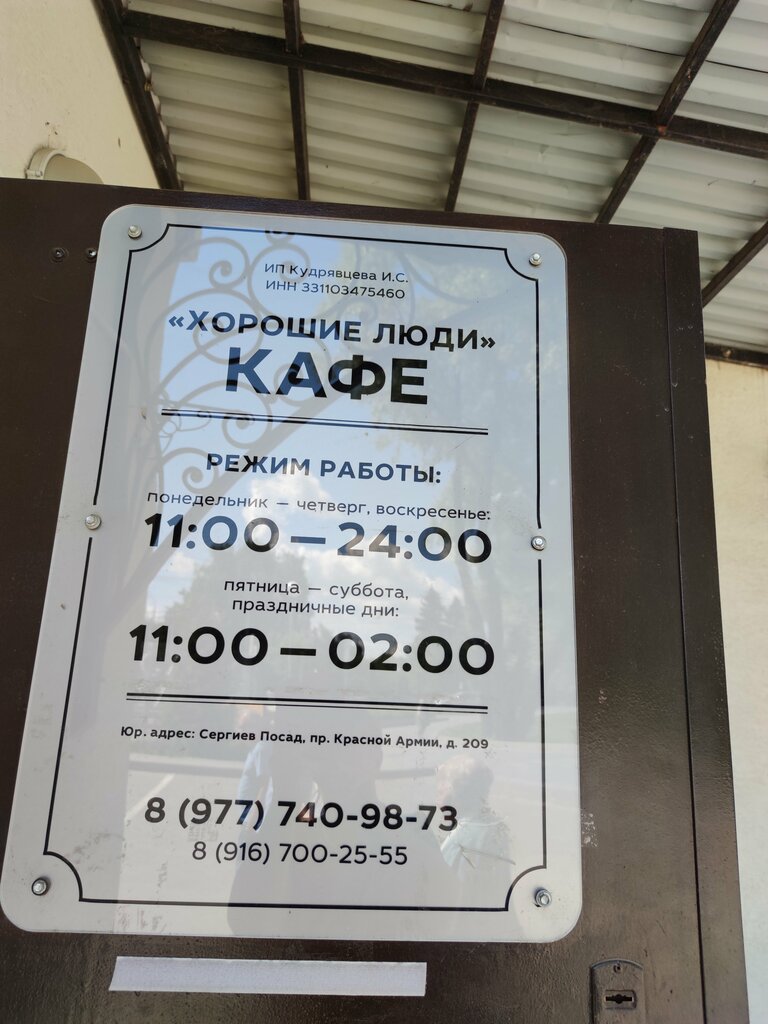 ИП Кудрявцева И.С.
ИНН 331103475460
«ХОРОШИЕ ЛЮДИ»
КАФЕ
РЕЖИМ РАБОТЫ:
понедельник — четверг, воскресенье:
11:00 — 24:00
пятница — суббота,
праздничные дни:
11:00 — 02:00
Юр. адрес: Сергиев Посад, пр. Красной Армии, д. 209
8 (977) 740-98-73
8 (916) 700-25-55